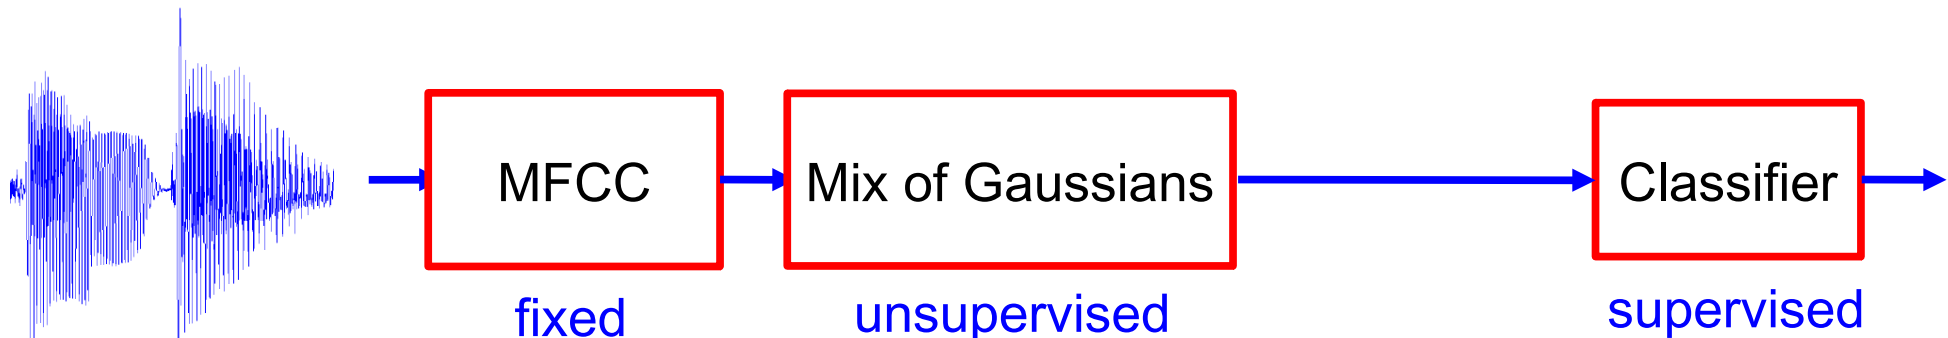 MFCC
Mix of Gaussians
Classifier
fixed
unsupervised
supervised